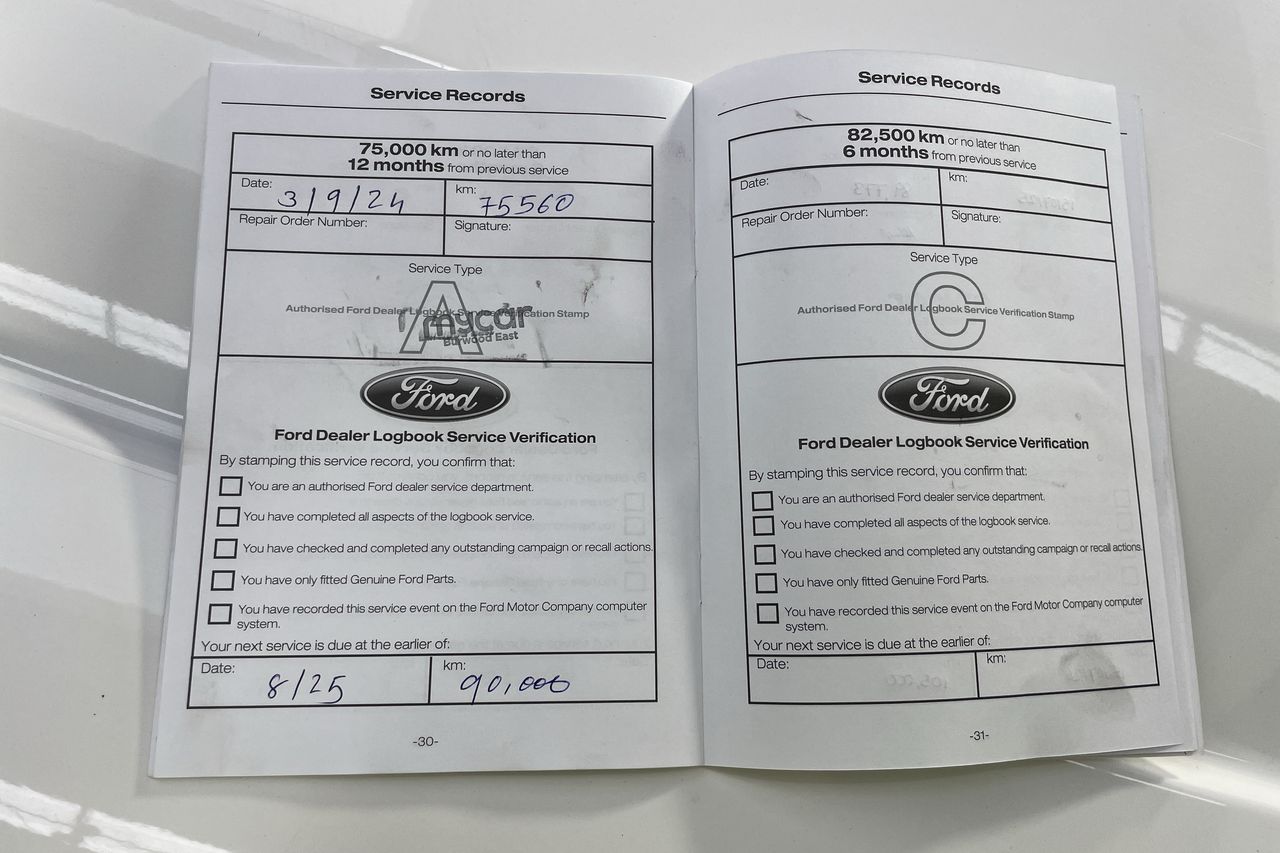 Service Records
75,000 km or no later than
12 months from previous service
Date: 3/9/24 km: 75560
Repair Order Number: Signature:
Service Type
A
Authorised Ford Dealer Logbook Service Verification Stamp
mycar
Burwood East
Ford
Ford Dealer Logbook Service Verification
By stamping this service record, you confirm that:
You are an authorised Ford dealer service department.
You have completed all aspects of the logbook service.
You have checked and completed any outstanding campaign or recall actions.
You have only fitted Genuine Ford Parts.
You have recorded this service event on the Ford Motor Company computer
system.
Your next service is due at the earlier of:
Date: 8/25 km: 90,000
-30-
Service Records
82,500 km or no later than
6 months from previous service
Date: km:
Repair Order Number: Signature:
Service Type
C
Authorised Ford Dealer Logbook Service Verification Stamp
Ford
Ford Dealer Logbook Service Verification
By stamping this service record, you confirm that:
You are an authorised Ford dealer service department.
You have completed all aspects of the logbook service.
You have checked and completed any outstanding campaign or recall actions.
You have only fitted Genuine Ford Parts.
You have recorded this service event on the Ford Motor Company computer
system.
Your next service is due at the earlier of:
Date: km:
-31-